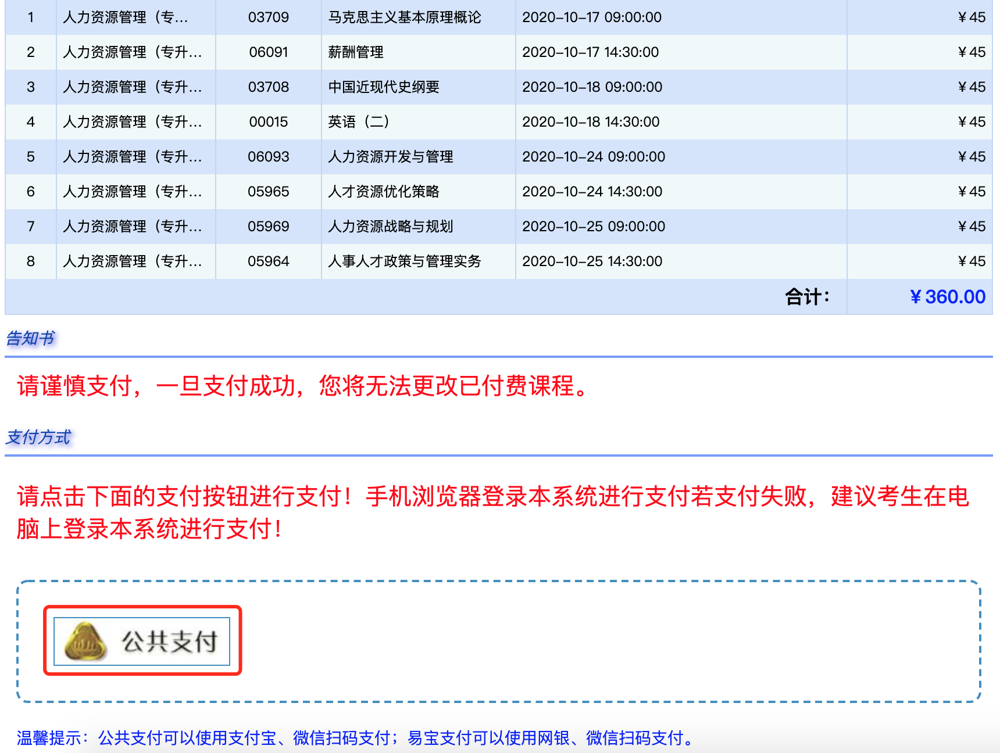 1 人力资源管理（专... 03709 马克思主义基本原理概论 2020-10-17 09:00:00 ¥45
2 人力资源管理（专升... 06091 薪酬管理 2020-10-17 14:30:00 ¥45
3 人力资源管理（专升... 03708 中国近现代史纲要 2020-10-18 09:00:00 ¥45
4 人力资源管理（专升... 00015 英语（二） 2020-10-18 14:30:00 ¥45
5 人力资源管理（专升... 06093 人力资源开发与管理 2020-10-24 09:00:00 ¥45
6 人力资源管理（专升... 05965 人才资源优化策略 2020-10-24 14:30:00 ¥45
7 人力资源管理（专升... 05969 人力资源战略与规划 2020-10-25 09:00:00 ¥45
8 人力资源管理（专升... 05964 人事人才政策与管理实务 2020-10-25 14:30:00 ¥45
合计： ¥360.00
告知书
请谨慎支付，一旦支付成功，您将无法更改已付费课程。
支付方式
请点击下面的支付按钮进行支付！手机浏览器登录本系统进行支付若支付失败，建议考生在电
脑上登录本系统进行支付！
公共支付
温馨提示：公共支付可以使用支付宝、微信扫码支付；易宝支付可以使用网银、微信扫码支付。